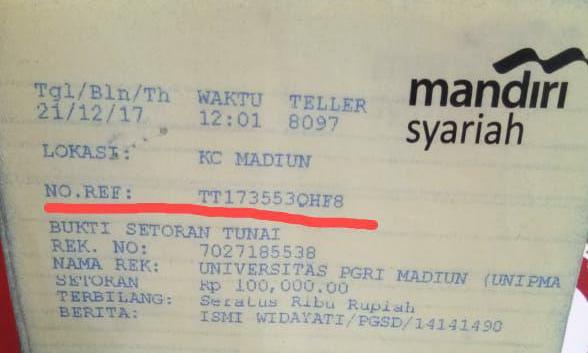 mandiri
syariah
Tgl/Bln/Th WAKTU TELLER
21/12/17 12:01 8097
LOKASI: KC MADIUN
NO.REF: TT173553QHF8
BUKTI SETORAN TUNAI
REK. NO: 7027185538
NAMA REK: UNIVERSITAS PGRI MADIUN (UNIPMA
SETORAN Rp 100,000.00
TERBILANG: Seratus Ribu Rupiah
BERITA: ISMI WIDAYATI/PGSD/14141490